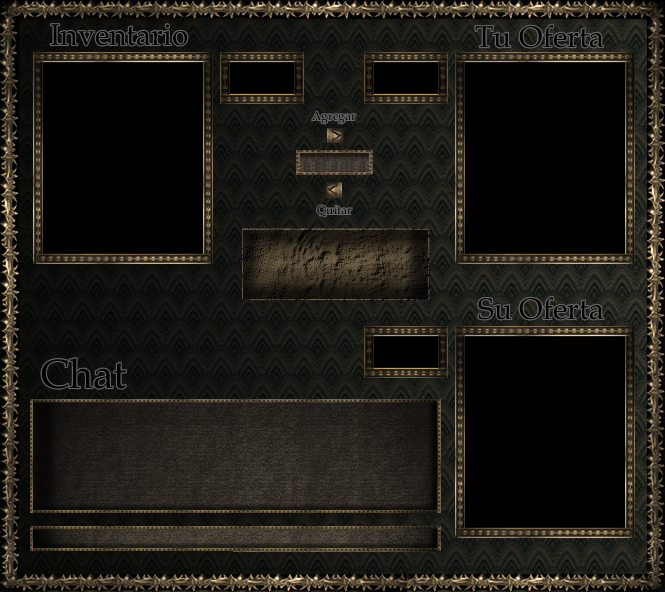 Inventario
Tu Oferta
Agregar
>
<
Quitar
Su Oferta
Chat